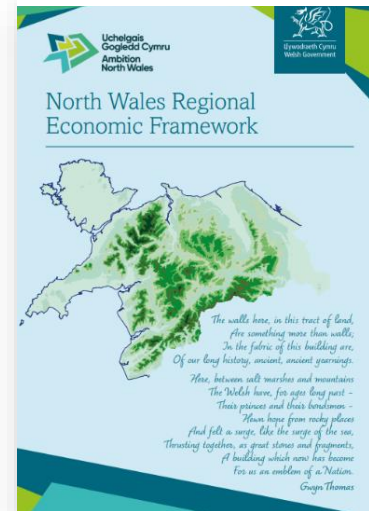 Uchelgais
Gogledd Cymru
Ambition
North Wales
Llywodraeth Cymru
Welsh Government
North Wales Regional
Economic Framework
The walls here, in this tract of land,
Are something more than walls;
In the fabric of this building are,
Of our long history, ancient, ancient yearnings.
Here, between salt marshes and mountains
The Welsh have, for ages long past –
Their princes and their bondsmen –
Hewn hope from rocky places
And felt a surge, like the surge of the sea,
Thrusting together, as great stones and fragments,
A building which now has become
For us an emblem of a Nation.
Gwyn Thomas